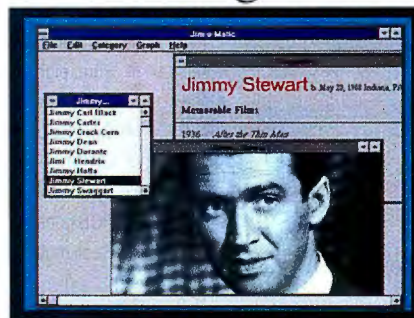 Jim-o-Matic
File Edit Category Graph Help
Jimmy Stewart b. May 20, 1908 Indiana, PA
Memorable Films
1936 After the Thin Man
Jimmy...
Jimmy Carl Black
Jimmy Carter
Jimmy Crack Corn
Jimmy Dean
Jimmy Durante
Jimi Hendrix
Jimmy Hoffa
Jimmy Stewart
Jimmy Swaggart